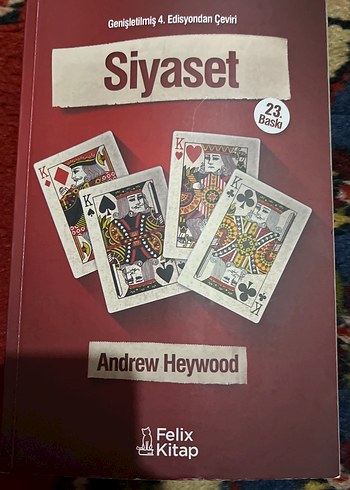 Genişletilmiş 4. Edisyondan Çeviri
Siyaset
23.
Baskı
K
K
K
K
Andrew Heywood
Felix
Kitap